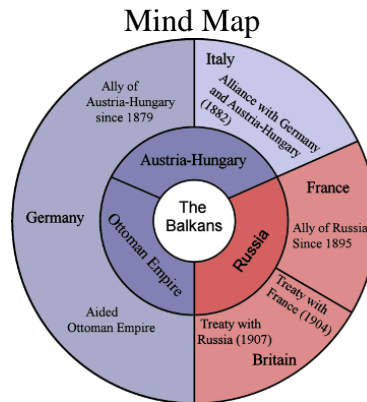 Mind Map
Italy
Alliance with Germany
and Austria-Hungary
(1882)
Ally of
Austria-Hungary
since 1879
Austria-Hungary
France
Ally of Russia
Since 1895
Germany
The
Balkans
Ottoman Empire
Russia
Aided
Ottoman Empire
Treaty with
France (1904)
Treaty with
Russia (1907)
Britain